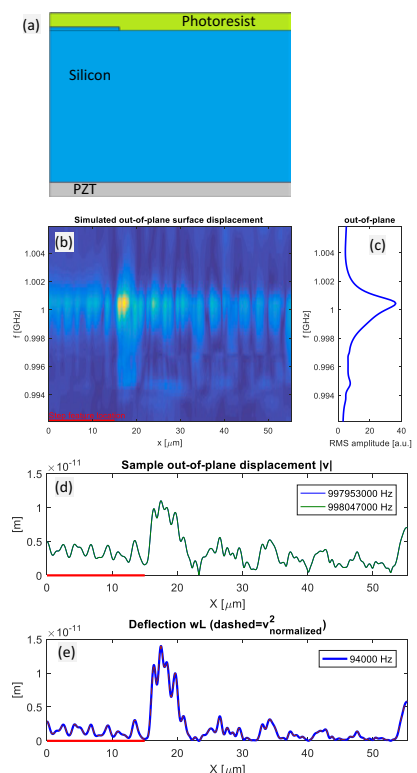 (a)
Photoresist
Silicon
PZT
Simulated out-of-plane surface displacement
out-of-plane
(b)
(c)
1.004
1.002
1
0.998
0.996
0.994
f [GHz]
0 10 20 30 40 50
x [μm]
1.004
1.002
1
0.998
0.996
0.994
f [GHz]
0 20 40
RMS amplitude [a.u.]
Sample out-of-plane displacement |v|
(d)
1.5 ×10-11
1
0.5
0
[m]
997953000 Hz
998047000 Hz
0 10 20 30 40 50
X [μm]
Deflection wL (dashed=v²normalized)
(e)
1.5 ×10-11
1
0.5
0
[m]
94000 Hz
0 10 20 30 40 50
X [μm]